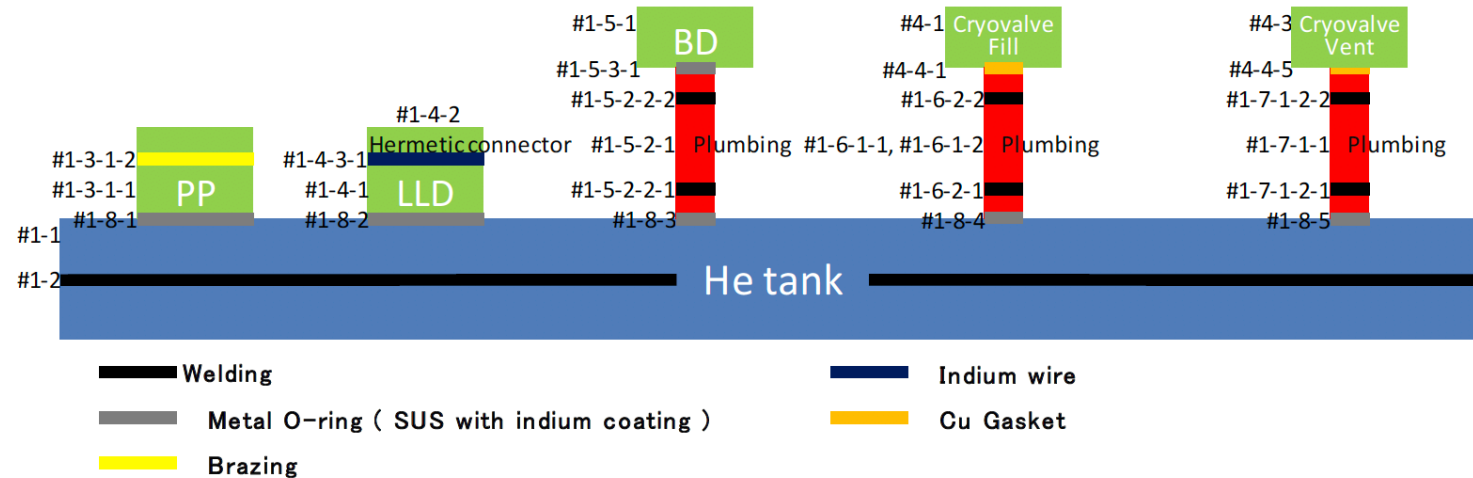 #1-5-1
BD
#4-1
Cryovalve
Fill
#4-3
Cryovalve
Vent
#1-5-3-1
#4-4-1
#4-4-5
#1-5-2-2-2
#1-6-2-2
#1-7-1-2-2
#1-4-2
#1-3-1-2
#1-4-3-1
Hermetic connector
#1-5-2-1
Plumbing
#1-6-1-1, #1-6-1-2
Plumbing
#1-7-1-1
Plumbing
#1-3-1-1
PP
#1-4-1
LLD
#1-5-2-2-1
#1-6-2-1
#1-7-1-2-1
#1-8-1
#1-8-2
#1-8-3
#1-8-4
#1-8-5
#1-1
#1-2
He tank
Welding
Indium wire
Metal O-ring ( SUS with indium coating )
Cu Gasket
Brazing